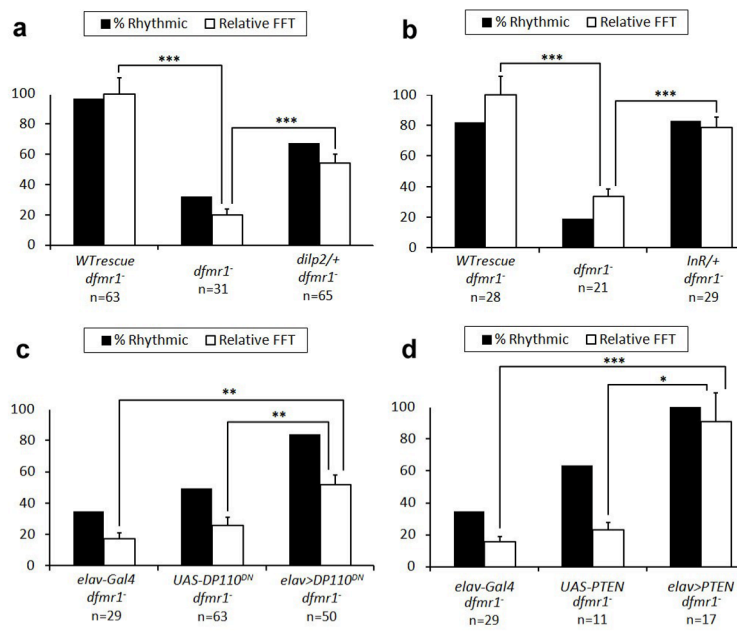 a
% Rhythmic Relative FFT
***
***
100
80
60
40
20
0
WTrescue dfmr1- dilp2/+
dfmr1- dfmr1-
n=63 n=31 n=65
b
% Rhythmic Relative FFT
***
***
100
80
60
40
20
0
WTrescue dfmr1- InR/+
dfmr1- dfmr1-
n=28 n=21 n=29
c
% Rhythmic Relative FFT
**
**
100
80
60
40
20
0
elav-Gal4 UAS-DP110DN elav>DP110DN
dfmr1- dfmr1- dfmr1-
n=29 n=63 n=50
d
% Rhythmic Relative FFT
***
*
100
80
60
40
20
0
elav-Gal4 UAS-PTEN elav>PTEN
dfmr1- dfmr1- dfmr1-
n=29 n=11 n=17